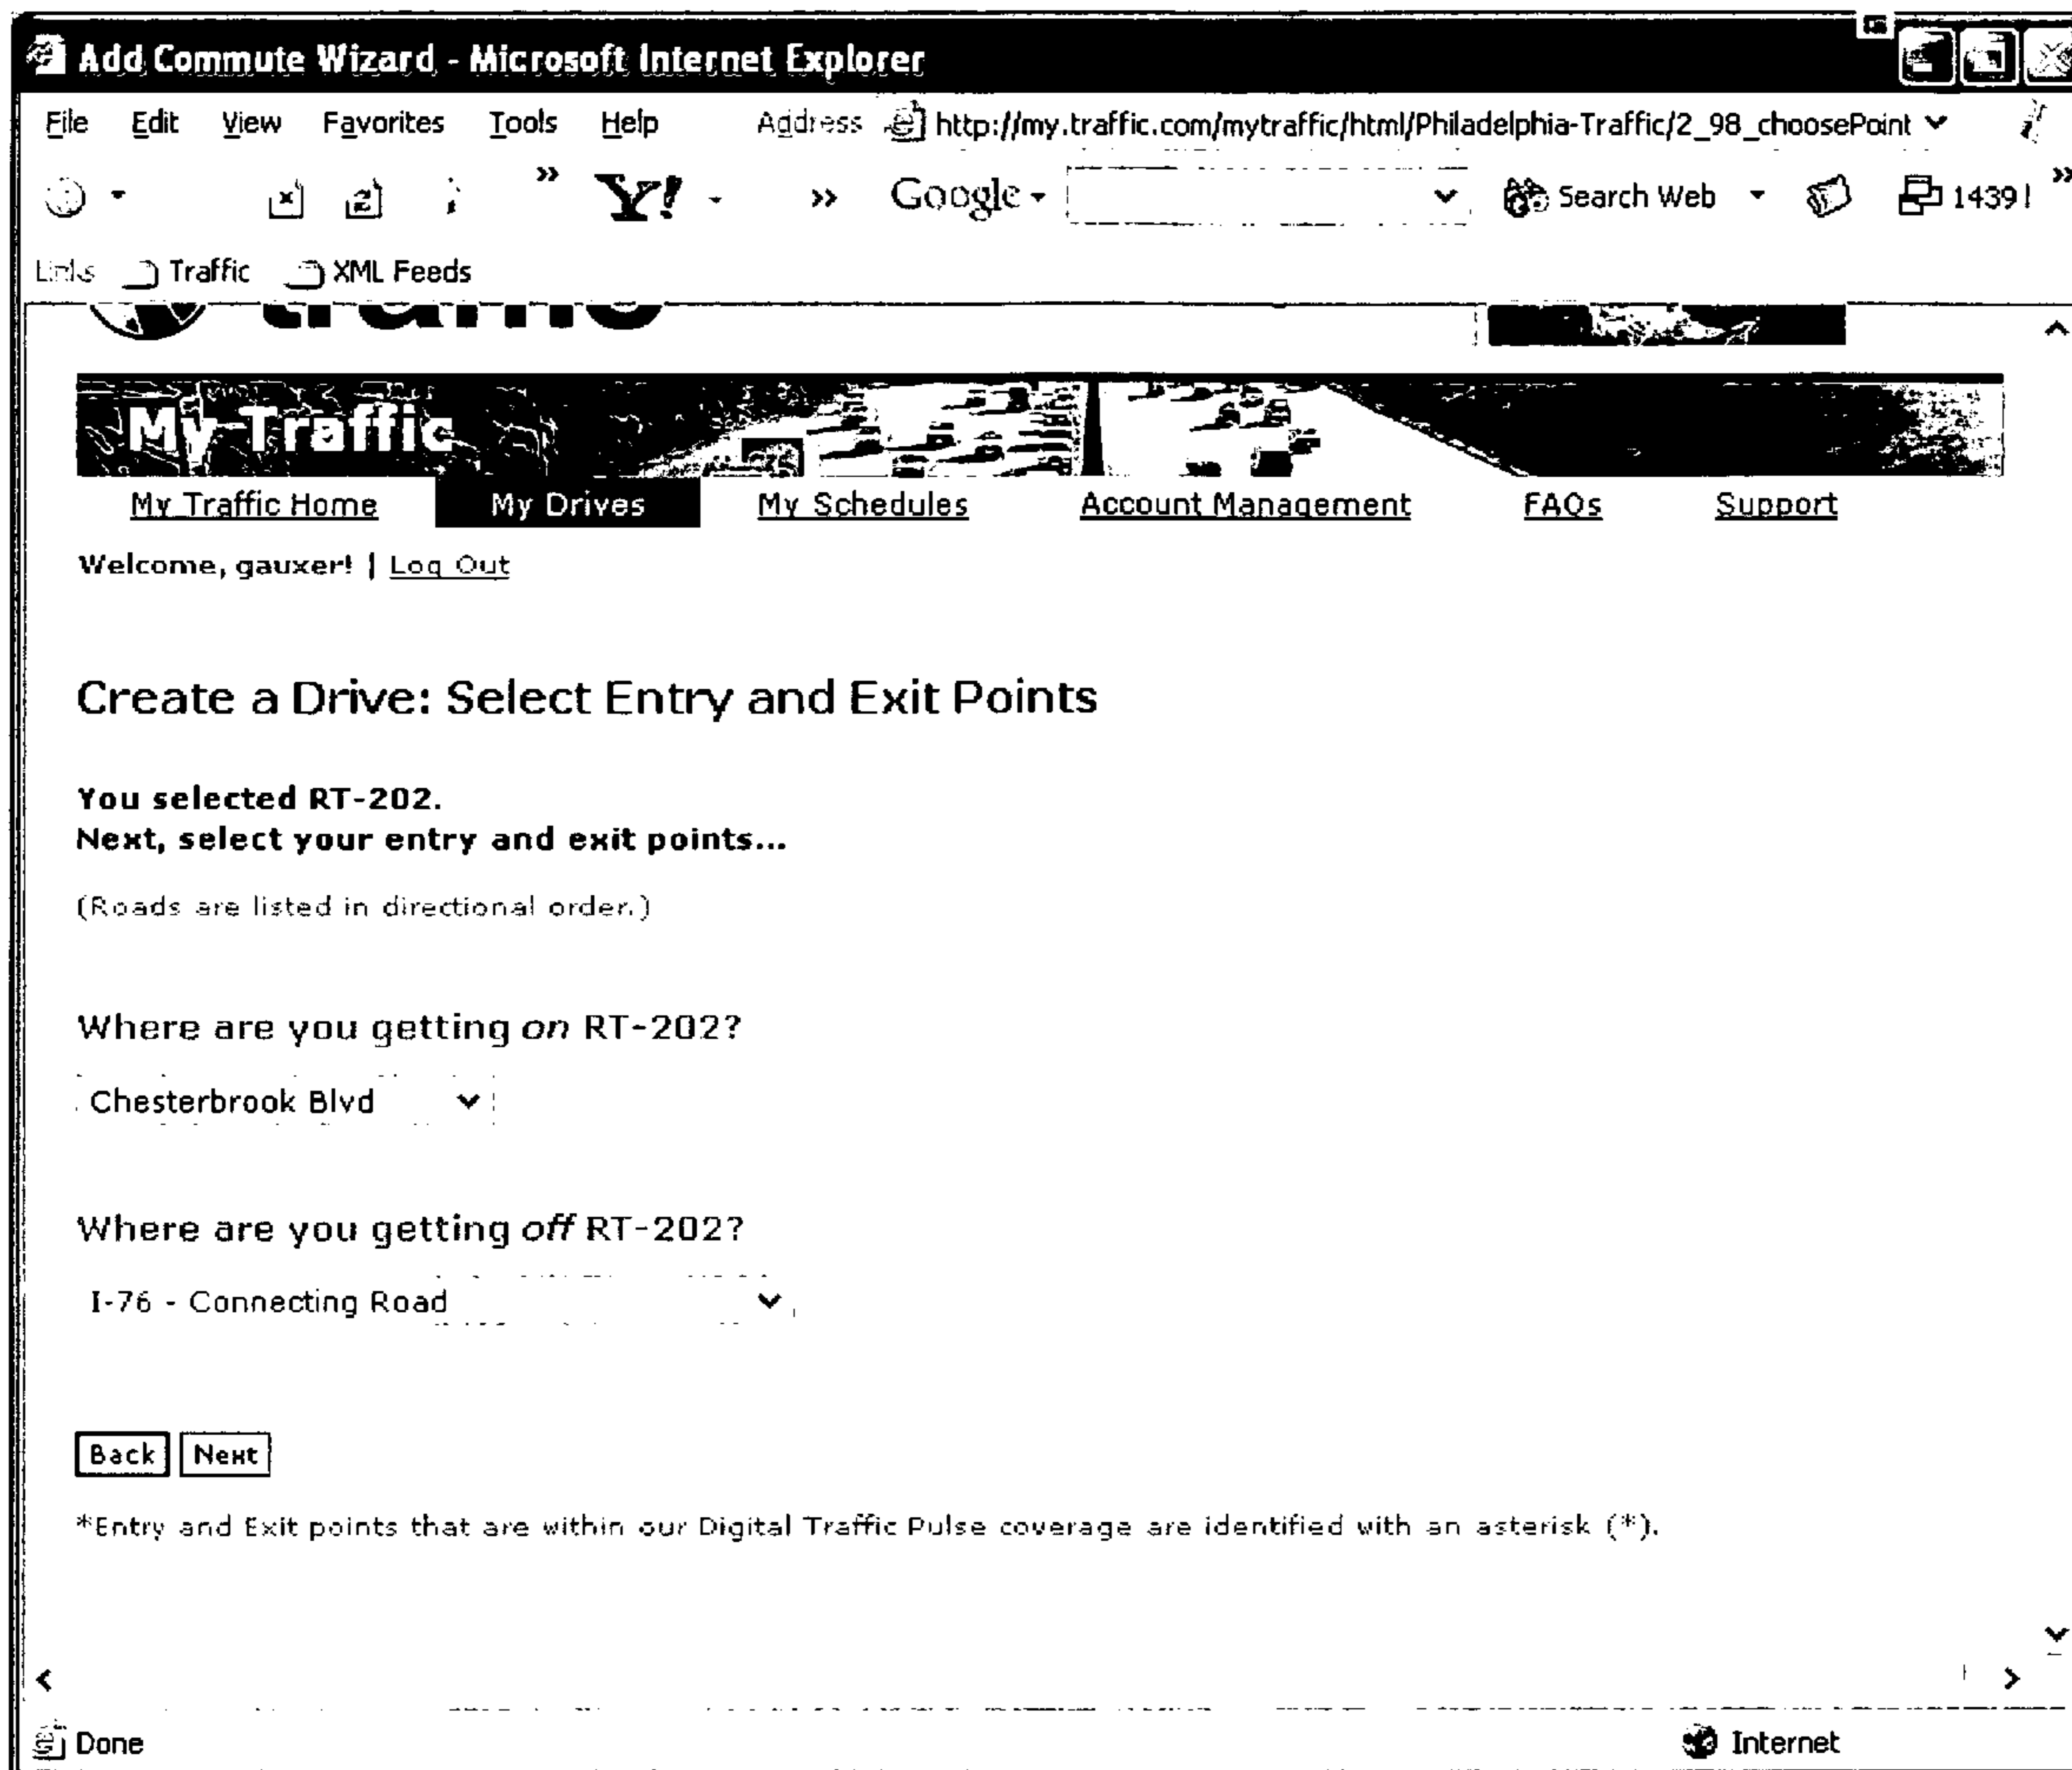 Add Commute Wizard - Microsoft Internet Explorer
File Edit View Favorites Tools Help Address http://my.traffic.com/mytraffic/html/Philadelphia-Traffic/2_98_choosePoint
» Y! » Google Search Web 1439 »
Links Traffic XML Feeds
traffic
My Traffic
My Traffic Home My Drives My Schedules Account Management FAQs Support
Welcome, gauxer! | Log Out
Create a Drive: Select Entry and Exit Points
You selected RT-202.
Next, select your entry and exit points...
(Roads are listed in directional order.)
Where are you getting on RT-202?
Chesterbrook Blvd
Where are you getting off RT-202?
I-76 - Connecting Road
Back Next
*Entry and Exit points that are within our Digital Traffic Pulse coverage are identified with an asterisk (*).
Done Internet